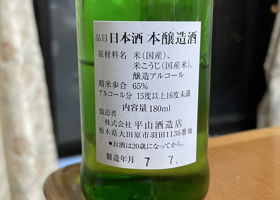 品目 日本酒 本醸造酒
原材料名 米(国産)、
米こうじ(国産米)、
醸造アルコール
精米歩合 65%
アルコール分 15度以上16度未満
内容量180ml
製造者
株式会社 平山酒造店
栃木県大田原市羽田1136番地
●お酒は20歳になってから。
製造年月 7 7.